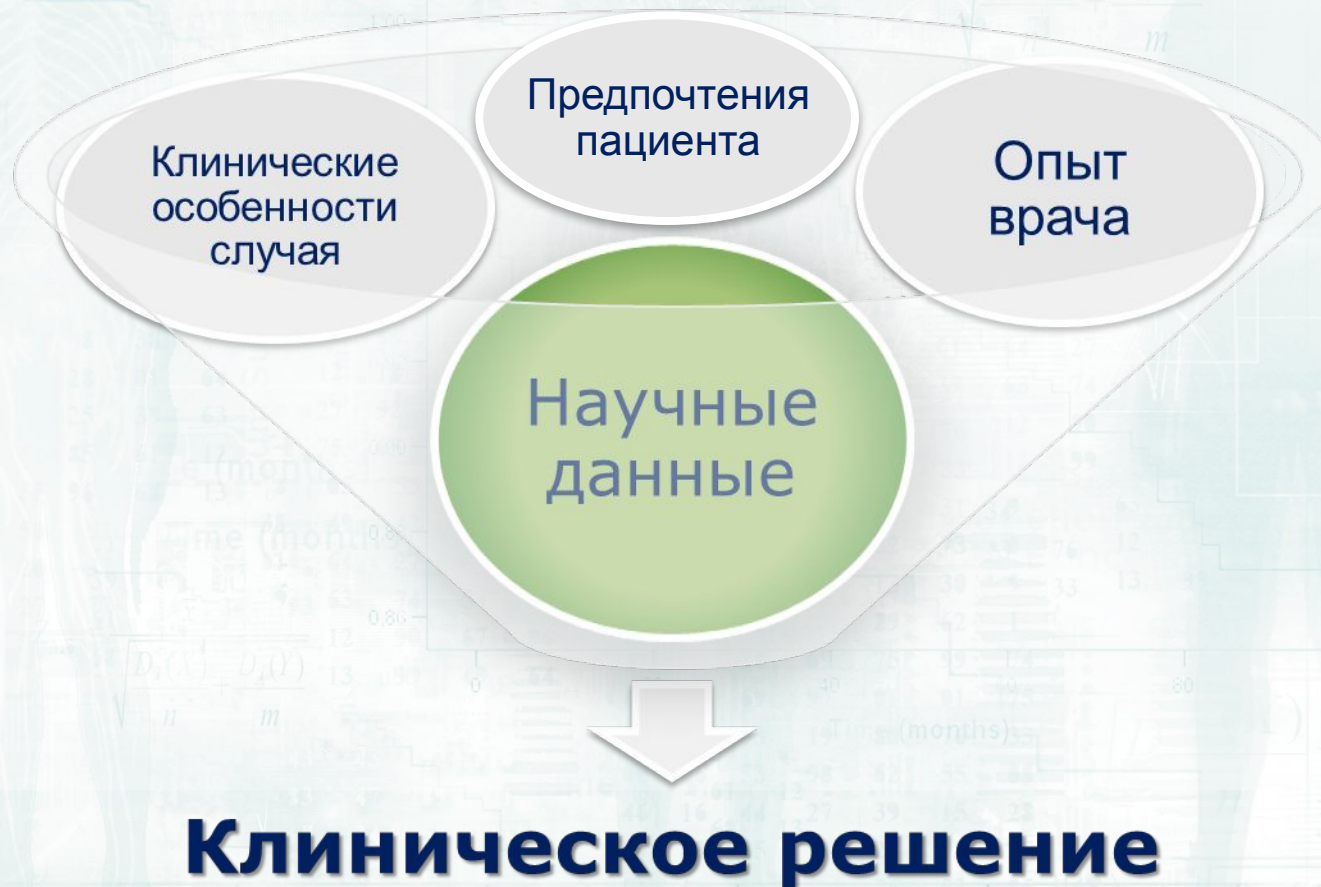 Предпочтения
пациента
Клинические
особенности
случая
Опыт
врача
Научные
данные
Клиническое решение